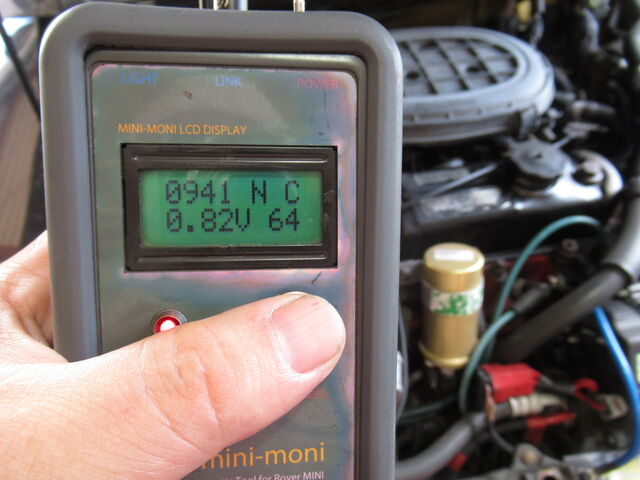 LIGHT LINK POWER
MINI-MONI LCD DISPLAY
0941 N C
0.82V 64
mini-moni
Tool for Rover MINI